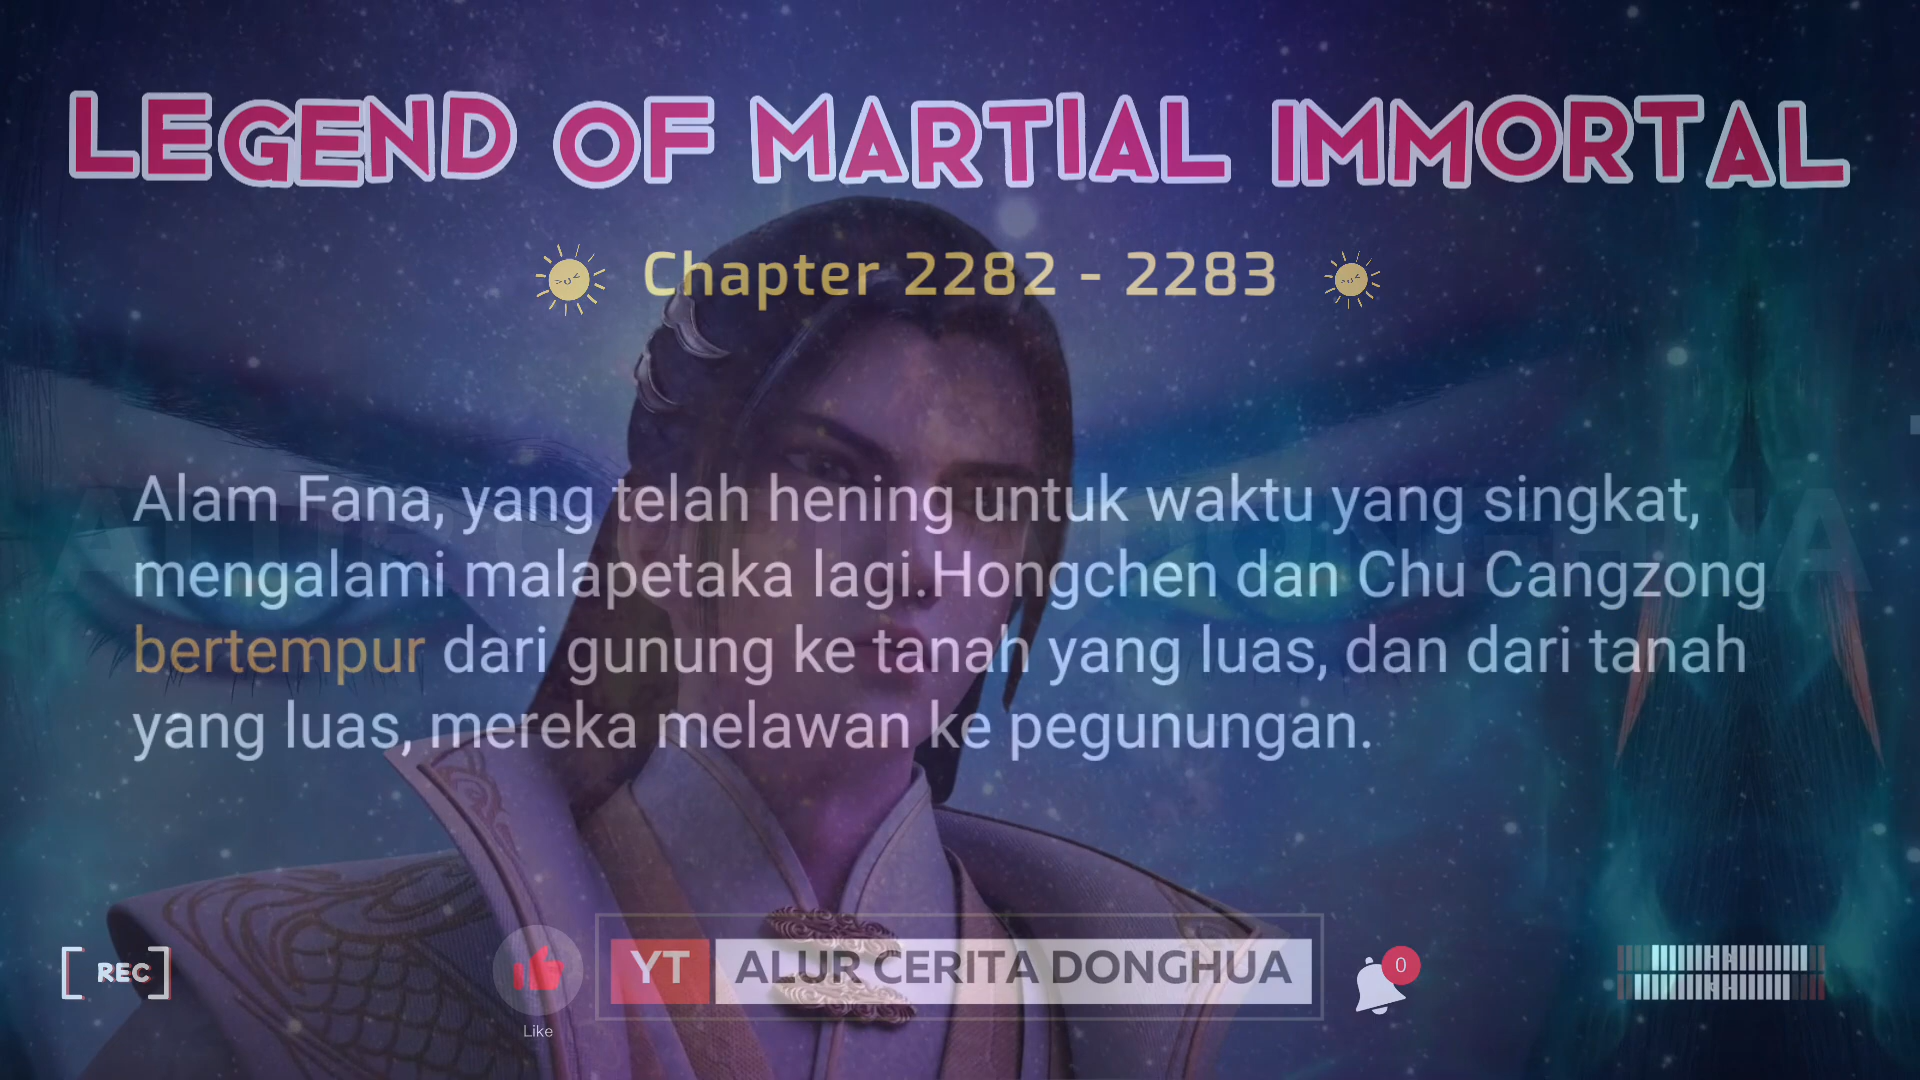 LEGEND OF MARTIAL IMMORTAL
Chapter 2282 - 2283
Alam Fana, yang telah hening untuk waktu yang singkat,
mengalami malapetaka lagi.Hongchen dan Chu Cangzong
bertempur dari gunung ke tanah yang luas, dan dari tanah
yang luas, mereka melawan ke pegunungan.
REC
YT ALUR CERITA DONGHUA
0
Like